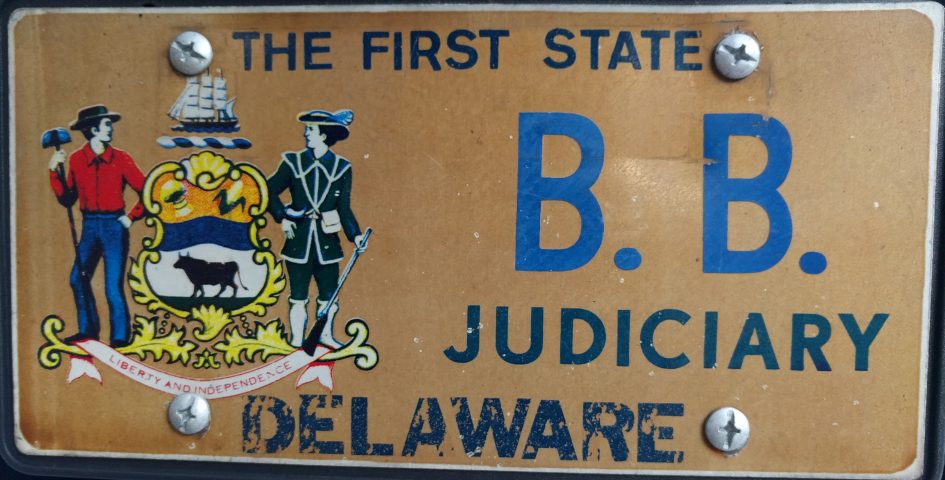 THE FIRST STATE
B. B.
JUDICIARY
LIBERTY AND INDEPENDENCE
DELAWARE